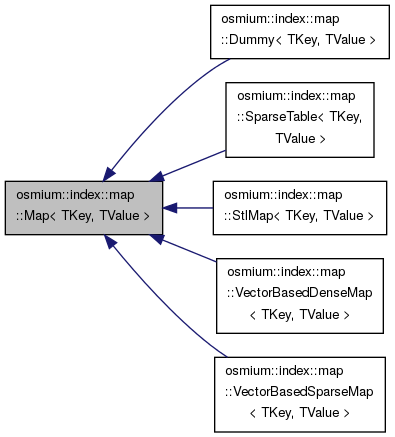 osmium::index::map
::Dummy< TKey, TValue >
osmium::index::map
::SparseTable< TKey,
TValue >
osmium::index::map
::Map< TKey, TValue >
osmium::index::map
::StlMap< TKey, TValue >
osmium::index::map
::VectorBasedDenseMap
< TKey, TValue >
osmium::index::map
::VectorBasedSparseMap
< TKey, TValue >